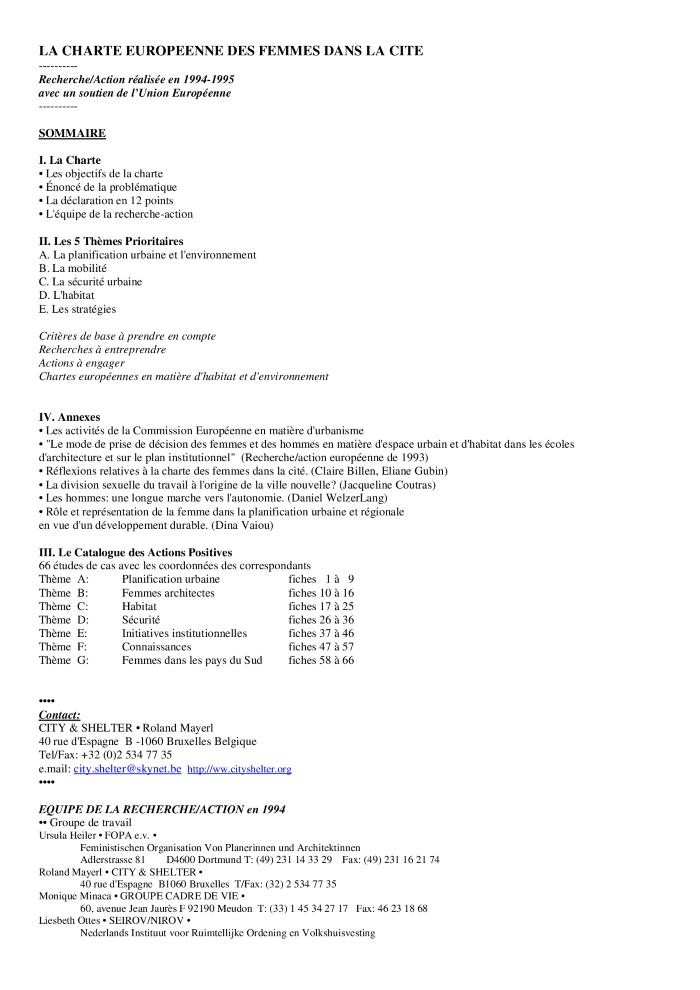 LA CHARTE EUROPEENNE DES FEMMES DANS LA CITE
----------
Recherche/Action réalisée en 1994-1995
avec un soutien de l'Union Européenne
----------
SOMMAIRE
I. La Charte
• Les objectifs de la charte
• Énoncé de la problématique
• La déclaration en 12 points
• L'équipe de la recherche-action
II. Les 5 Thèmes Prioritaires
A. La planification urbaine et l'environnement
B. La mobilité
C. La sécurité urbaine
D. L'habitat
E. Les stratégies
Critères de base à prendre en compte
Recherches à entreprendre
Actions à engager
Chartes européennes en matière d'habitat et d'environnement
IV. Annexes
• Les activités de la Commission Européenne en matière d'urbanisme
• "Le mode de prise de décision des femmes et des hommes en matière d'espace urbain et d'habitat dans les écoles
d'architecture et sur le plan institutionnel" (Recherche/action européenne de 1993)
• Réflexions relatives à la charte des femmes dans la cité. (Claire Billen, Eliane Gubin)
• La division sexuelle du travail à l'origine de la ville nouvelle? (Jacqueline Coutras)
• Les hommes: une longue marche vers l'autonomie. (Daniel WelzerLang)
• Rôle et représentation de la femme dans la planification urbaine et régionale
en vue d'un développement durable. (Dina Vaiou)
III. Le Catalogue des Actions Positives
66 études de cas avec les coordonnées des correspondants
Thème A: Planification urbaine fiches 1 à 9
Thème B: Femmes architectes fiches 10 à 16
Thème C: Habitat fiches 17 à 25
Thème D: Sécurité fiches 26 à 36
Thème E: Initiatives institutionnelles fiches 37 à 46
Thème F: Connaissances fiches 47 à 57
Thème G: Femmes dans les pays du Sud fiches 58 à 66
••••
Contact:
CITY & SHELTER • Roland Mayerl
40 rue d'Espagne B -1060 Bruxelles Belgique
Tel/Fax: +32 (0)2 534 77 35
e.mail: city.shelter@skynet.be http://ww.cityshelter.org
••••
EQUIPE DE LA RECHERCHE/ACTION en 1994
•• Groupe de travail
Ursula Heiler • FOPA e.v. •
Feministischen Organisation Von Planerinnen und Architektinnen
Adlerstrasse 81 D4600 Dortmund T: (49) 231 14 33 29 Fax: (49) 231 16 21 74
Roland Mayerl • CITY & SHELTER •
40 rue d'Espagne B1060 Bruxelles T/Fax: (32) 2 534 77 35
Monique Minaca • GROUPE CADRE DE VIE •
60, avenue Jean Jaurès F 92190 Meudon T: (33) 1 45 34 27 17 Fax: 46 23 18 68
Liesbeth Ottes • SEIROV/NIROV •
Nederlands Instituut voor Ruimtellijke Ordening en Volkshuisvesting